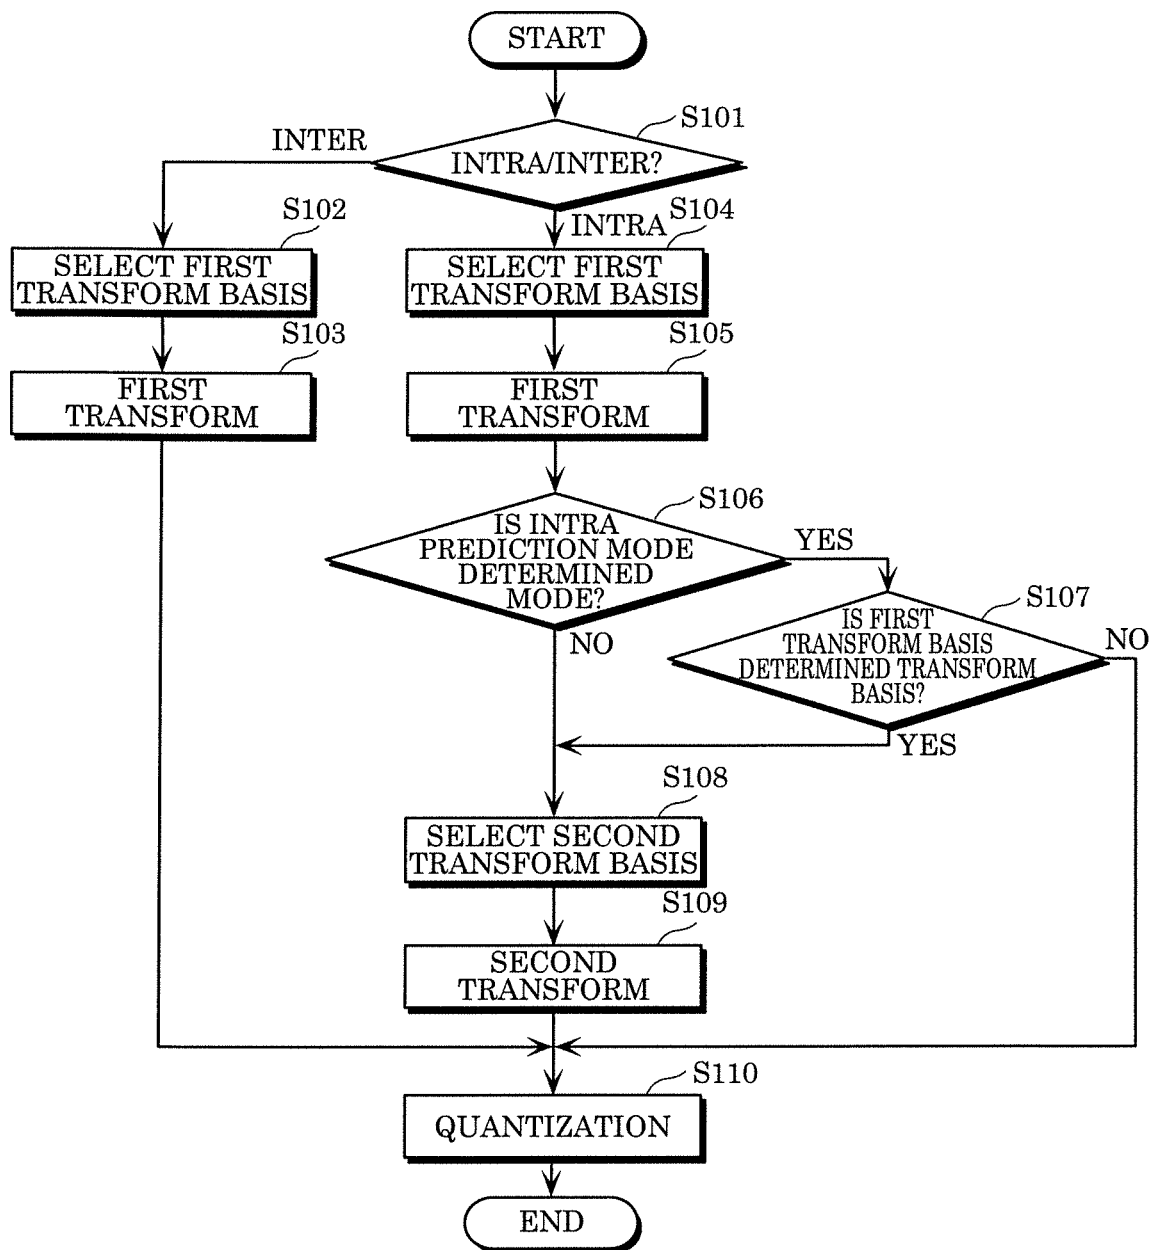 START
S101
INTER
INTRA/INTER?
S102
S104
INTRA
SELECT FIRST
TRANSFORM BASIS
SELECT FIRST
TRANSFORM BASIS
S103
S105
FIRST
TRANSFORM
FIRST
TRANSFORM
S106
IS INTRA
PREDICTION MODE
DETERMINED
MODE?
YES
NO
S107
IS FIRST
TRANSFORM BASIS
DETERMINED TRANSFORM
BASIS?
NO
YES
S108
SELECT SECOND
TRANSFORM BASIS
S109
SECOND
TRANSFORM
S110
QUANTIZATION
END